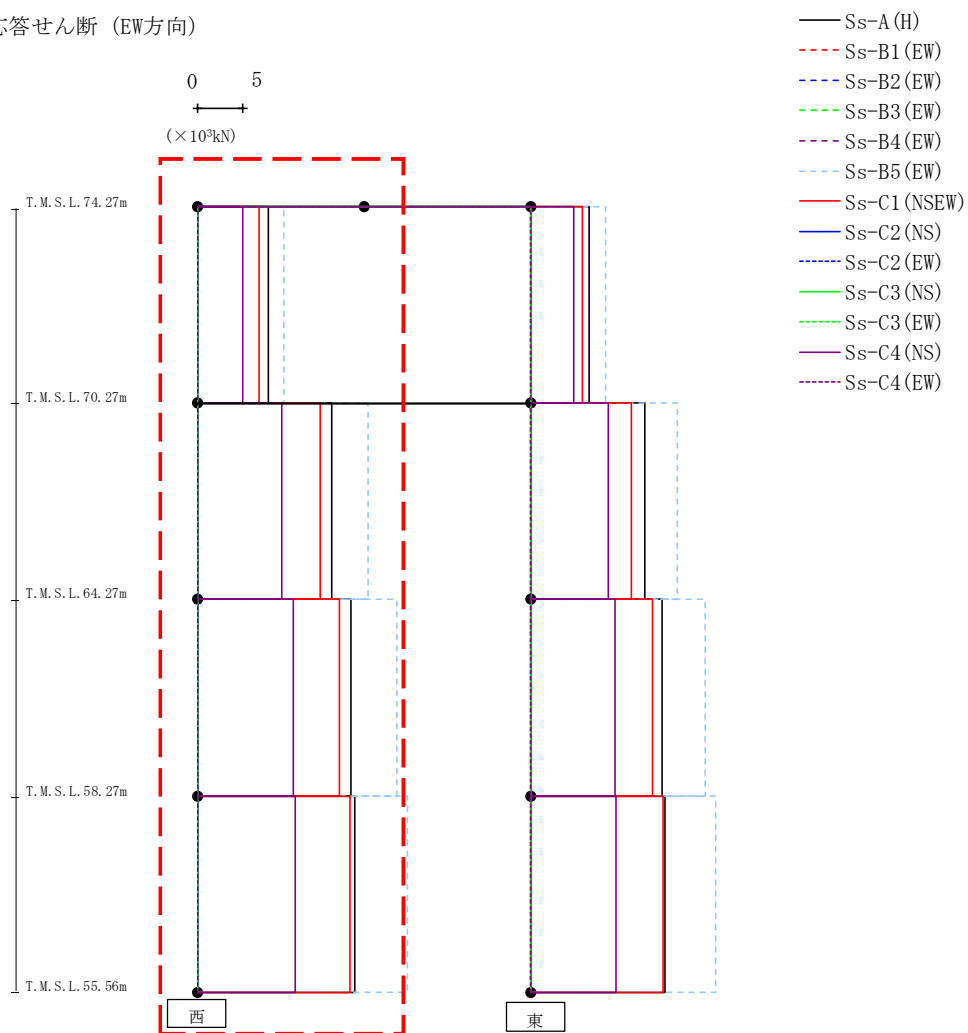 応答せん断 (EW方向)
0 5
(×10³kN)
Ss-A(H)
Ss-B1(EW)
Ss-B2(EW)
Ss-B3(EW)
Ss-B4(EW)
Ss-B5(EW)
Ss-C1(NSEW)
Ss-C2(NS)
Ss-C2(EW)
Ss-C3(NS)
Ss-C3(EW)
Ss-C4(NS)
Ss-C4(EW)
T.M.S.L.74.27m
T.M.S.L.70.27m
T.M.S.L.64.27m
T.M.S.L.58.27m
T.M.S.L.55.56m
西
東